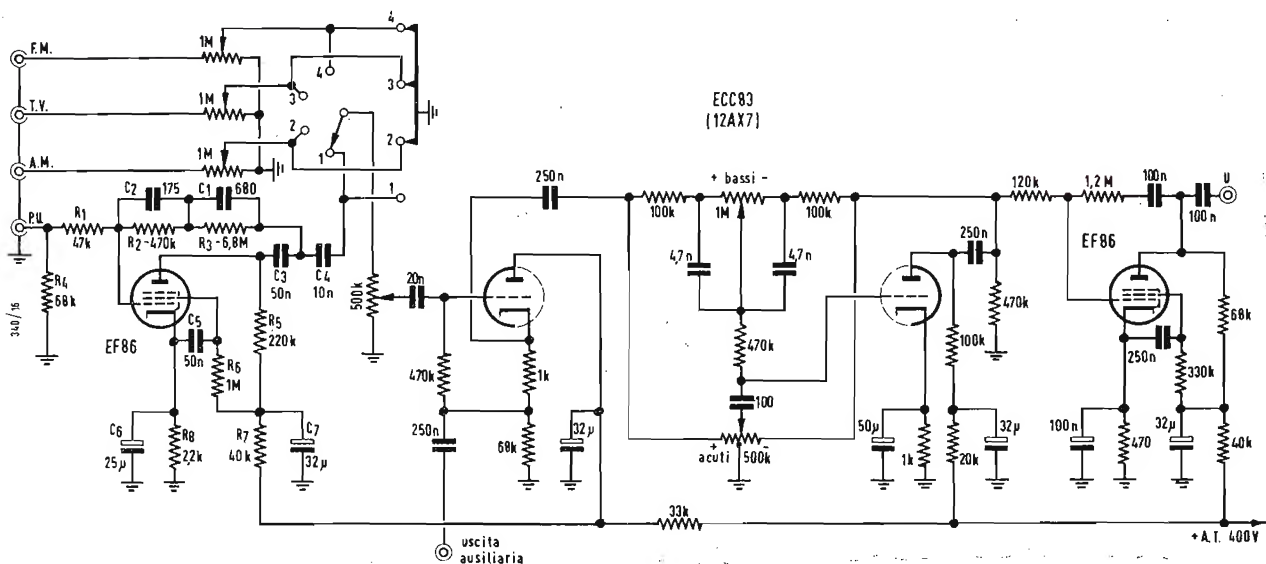 F.M.
1M
4
4
T.V.
1M
3
3
A.M.
1M
2
2
1
1
P.U.
R1
47k
C2
175
C1
680
R2-470k
R3-6,8M
R4
68k
C3
50n
C4
10n
500k
20n
EF86
C5
50n
R5
220k
R6
1M
C6
25µ
R8
2,2k
R7
40k
C7
32µ
340/16
250n
470k
1k
250n
68k
32µ
uscita
ausiliaria
ECC83
(12AX7)
100k
+ bassi -
1M
100k
4,7n
4,7n
470k
100
+
-
acuti
500k
33k
250n
100k
470k
50µ
1k
20k
32µ
120k
1,2M
100n
100n
U
EF86
68k
250n
330k
100n
470
32µ
40k
+A.T. 400V